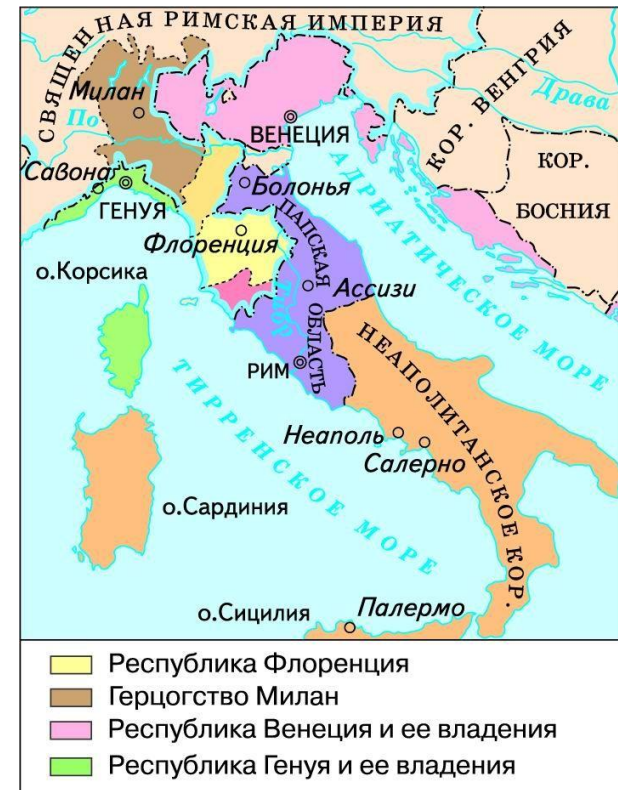 СВЯЩЕННАЯ РИМСКАЯ ИМПЕРИЯ
КОР. ВЕНГРИЯ
Драва
Милан
По
ВЕНЕЦИЯ
КОР.
БОСНИЯ
Савона
ГЕНУЯ
Болонья
АДРИАТИЧЕСКОЕ МОРЕ
Флоренция
ПАПСКАЯ ОБЛАСТЬ
о.Корсика
Тибр
Ассизи
РИМ
НЕАПОЛИТАНСКОЕ КОР.
ТИРРЕНСКОЕ МОРЕ
Неаполь
Салерно
о.Сардиния
о.Сицилия
Палермо
Республика Флоренция
Герцогство Милан
Республика Венеция и ее владения
Республика Генуя и ее владения